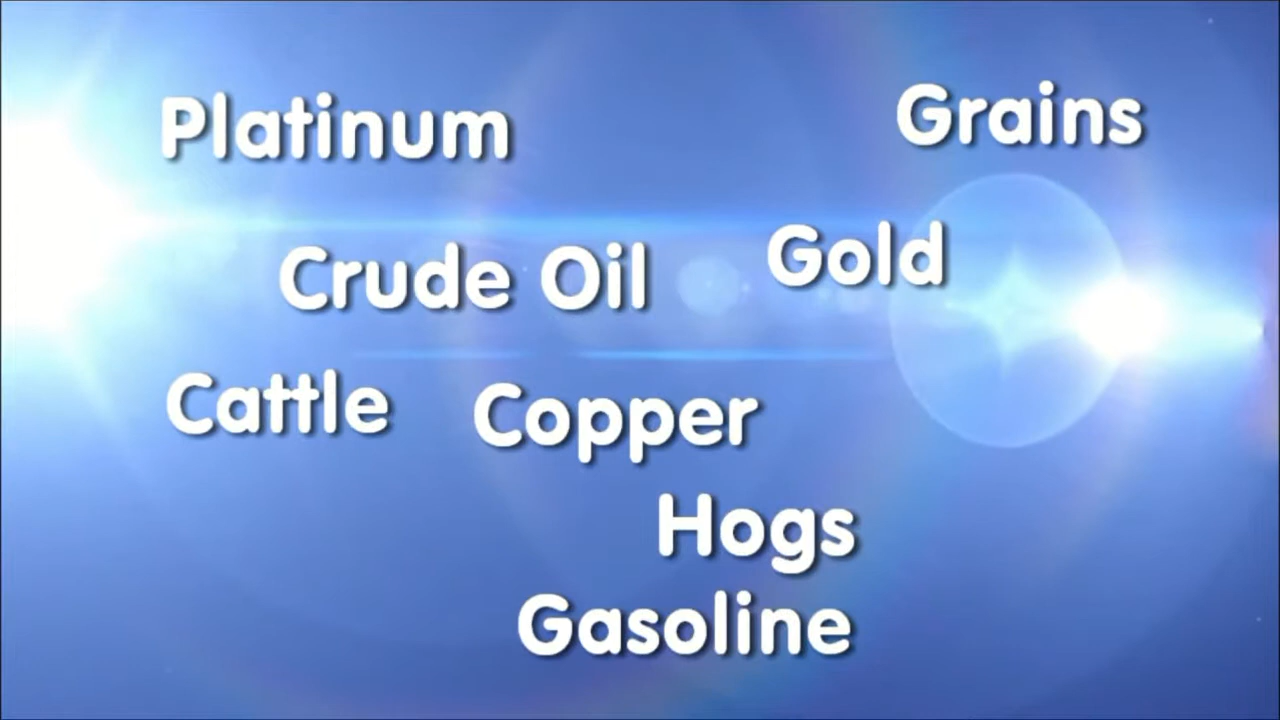 Platinum
Grains
Crude Oil
Gold
Cattle
Copper
Hogs
Gasoline